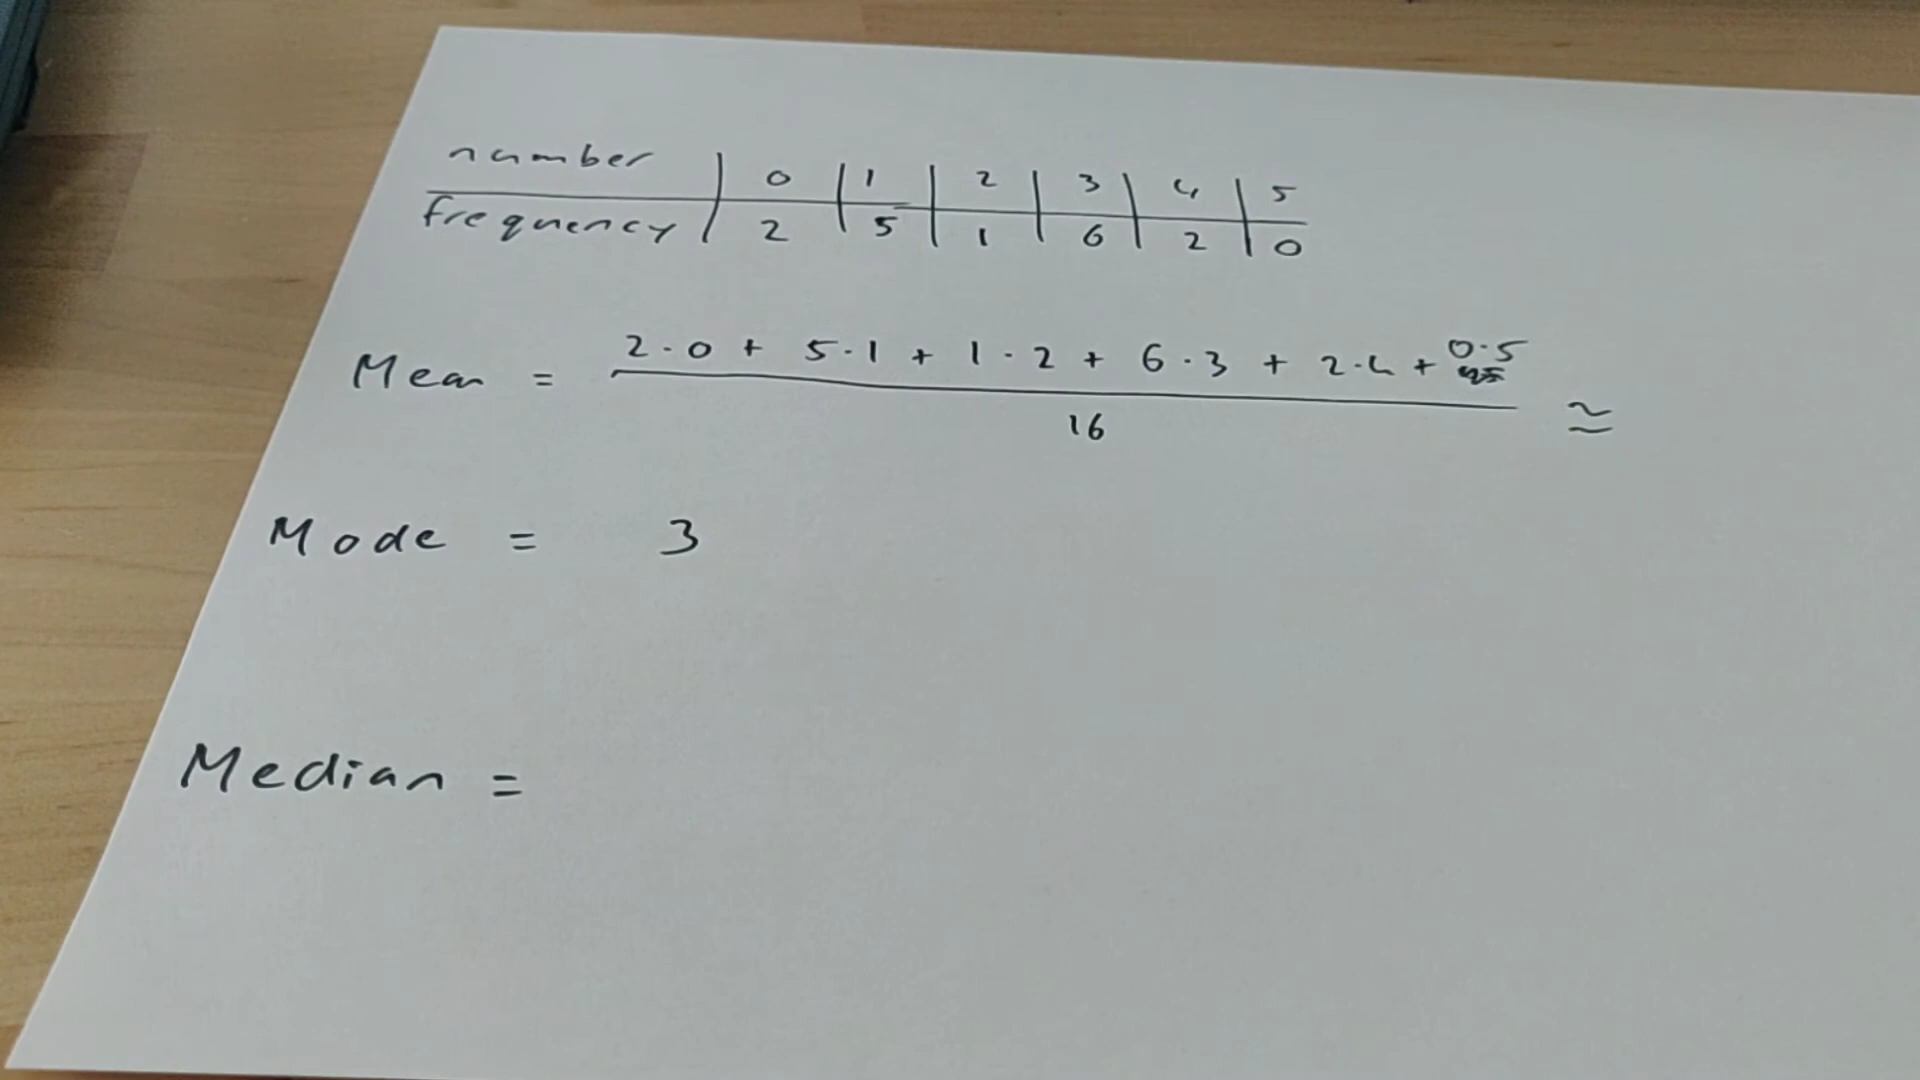 number | 0 | 1 | 2 | 3 | 4 | 5
frequency | 2 | 5 | 1 | 6 | 2 | 0
Mean = 2·0 + 5·1 + 1·2 + 6·3 + 2·4 + 0·5 ≃
16
Mode = 3
Median =